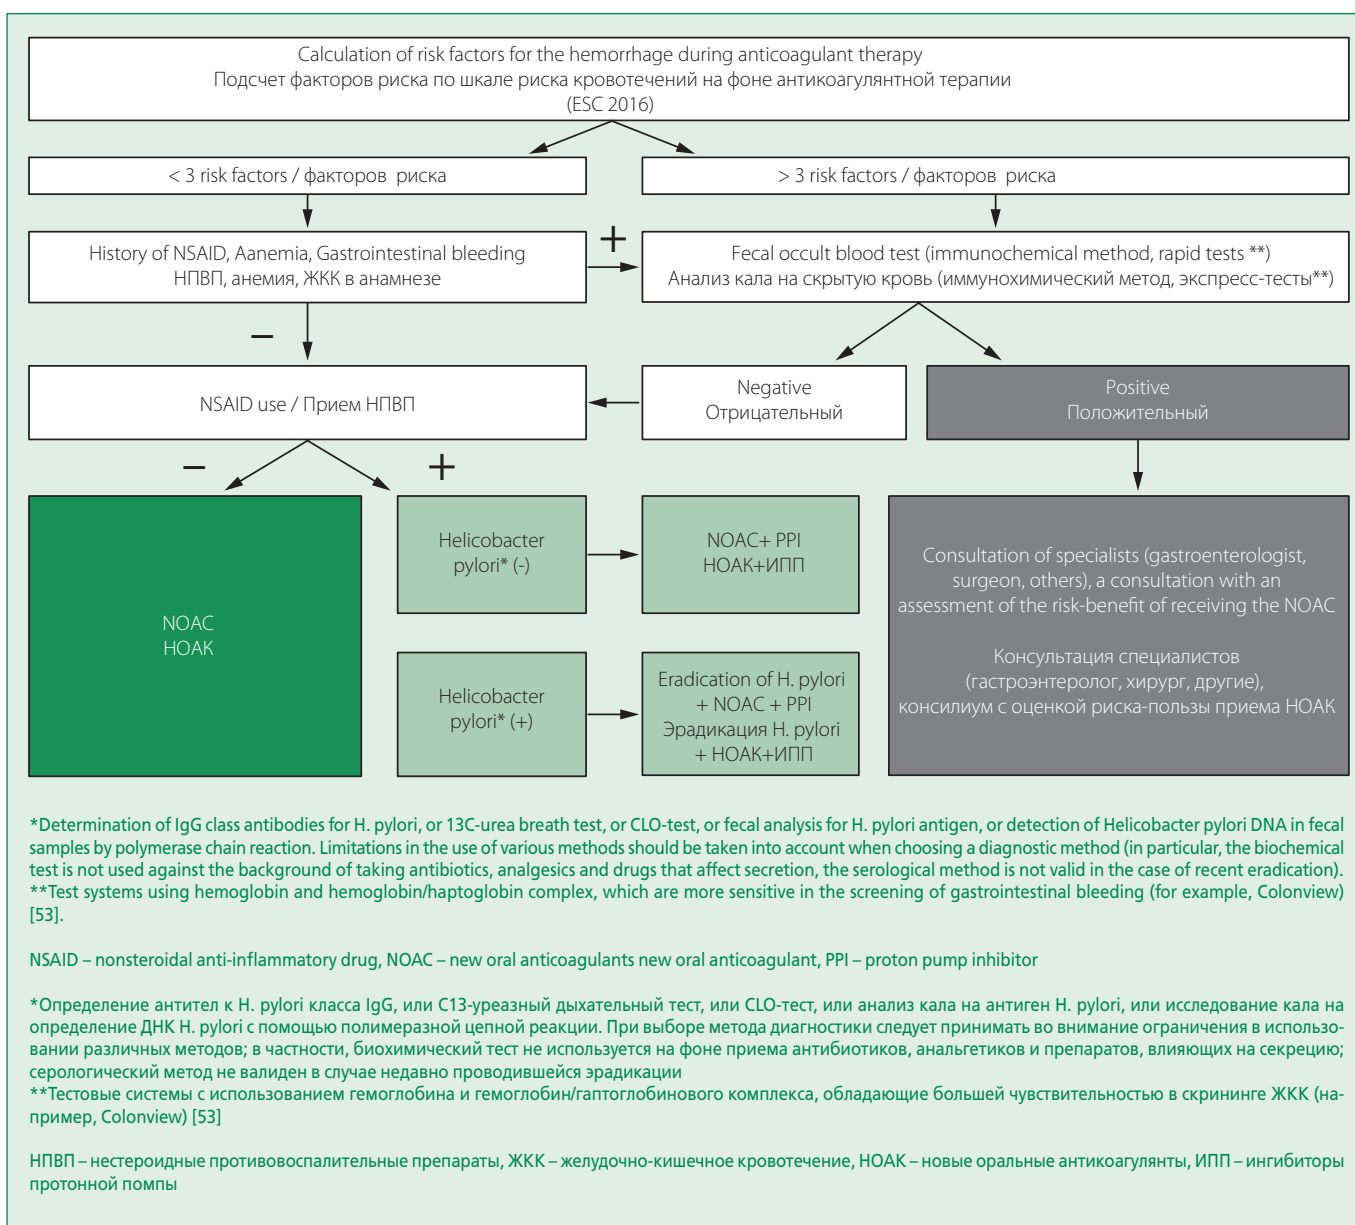 Calculation of risk factors for the hemorrhage during anticoagulant therapy
Подсчет факторов риска по шкале риска кровотечений на фоне антикоагулянтной терапии
(ESC 2016)
< 3 risk factors / факторов риска
> 3 risk factors / факторов риска
History of NSAID, Aanemia, Gastrointestinal bleeding
НПВП, анемия, ЖКК в анамнезе
+
Fecal occult blood test (immunochemical method, rapid tests **)
Анализ кала на скрытую кровь (иммунохимический метод, экспресс-тесты**)
–
NSAID use / Прием НПВП
Negative
Отрицательный
Positive
Положительный
–
+
NOAC
НОАК
Helicobacter
pylori* (-)
NOAC+ PPI
НОАК+ИПП
Helicobacter
pylori* (+)
Eradication of H. pylori
+ NOAC + PPI
Эрадикация H. pylori
+ НОАК+ИПП
Consultation of specialists (gastroenterologist,
surgeon, others), a consultation with an
assessment of the risk-benefit of receiving the NOAC
Консультация специалистов
(гастроэнтеролог, хирург, другие),
консилиум с оценкой риска-пользы приема НОАК
*Determination of IgG class antibodies for H. pylori, or 13C-urea breath test, or CLO-test, or fecal analysis for H. pylori antigen, or detection of Helicobacter pylori DNA in fecal
samples by polymerase chain reaction. Limitations in the use of various methods should be taken into account when choosing a diagnostic method (in particular, the biochemical
test is not used against the background of taking antibiotics, analgesics and drugs that affect secretion, the serological method is not valid in the case of recent eradication).
**Test systems using hemoglobin and hemoglobin/haptoglobin complex, which are more sensitive in the screening of gastrointestinal bleeding (for example, Colonview)
[53].
NSAID – nonsteroidal anti-inflammatory drug, NOAC – new oral anticoagulants new oral anticoagulant, PPI – proton pump inhibitor
*Определение антител к H. pylori класса IgG, или С13-уреазный дыхательный тест, или CLO-тест, или анализ кала на антиген H. pylori, или исследование кала на
определение ДНК H. pylori с помощью полимеразной цепной реакции. При выборе метода диагностики следует принимать во внимание ограничения в использо-
вании различных методов; в частности, биохимический тест не используется на фоне приема антибиотиков, анальгетиков и препаратов, влияющих на секрецию;
серологический метод не валиден в случае недавно проводившейся эрадикации
**Тестовые системы с использованием гемоглобина и гемоглобин/гаптоглобинового комплекса, обладающие большей чувствительностью в скрининге ЖКК (на-
пример, Colonview) [53]
НПВП – нестероидные противовоспалительные препараты, ЖКК – желудочно-кишечное кровотечение, НОАК – новые оральные антикоагулянты, ИПП – ингибиторы
протонной помпы